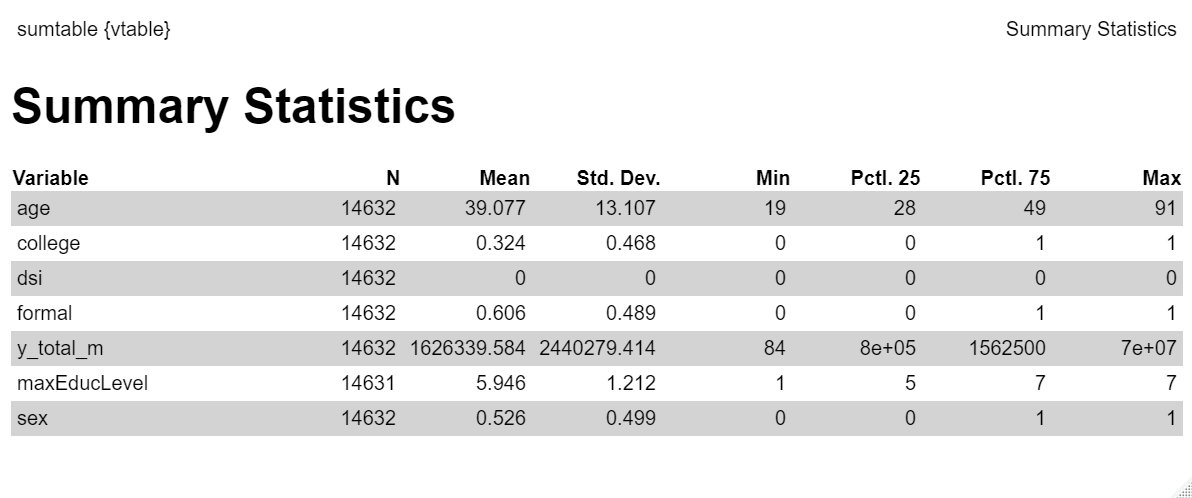 sumtable {vtable} Summary Statistics
Summary Statistics
Variable N Mean Std. Dev. Min Pctl. 25 Pctl. 75 Max
age 14632 39.077 13.107 19 28 49 91
college 14632 0.324 0.468 0 0 1 1
dsi 14632 0 0 0 0 0 0
formal 14632 0.606 0.489 0 0 1 1
y_total_m 14632 1626339.584 2440279.414 84 8e+05 1562500 7e+07
maxEducLevel 14631 5.946 1.212 1 5 7 7
sex 14632 0.526 0.499 0 0 1 1